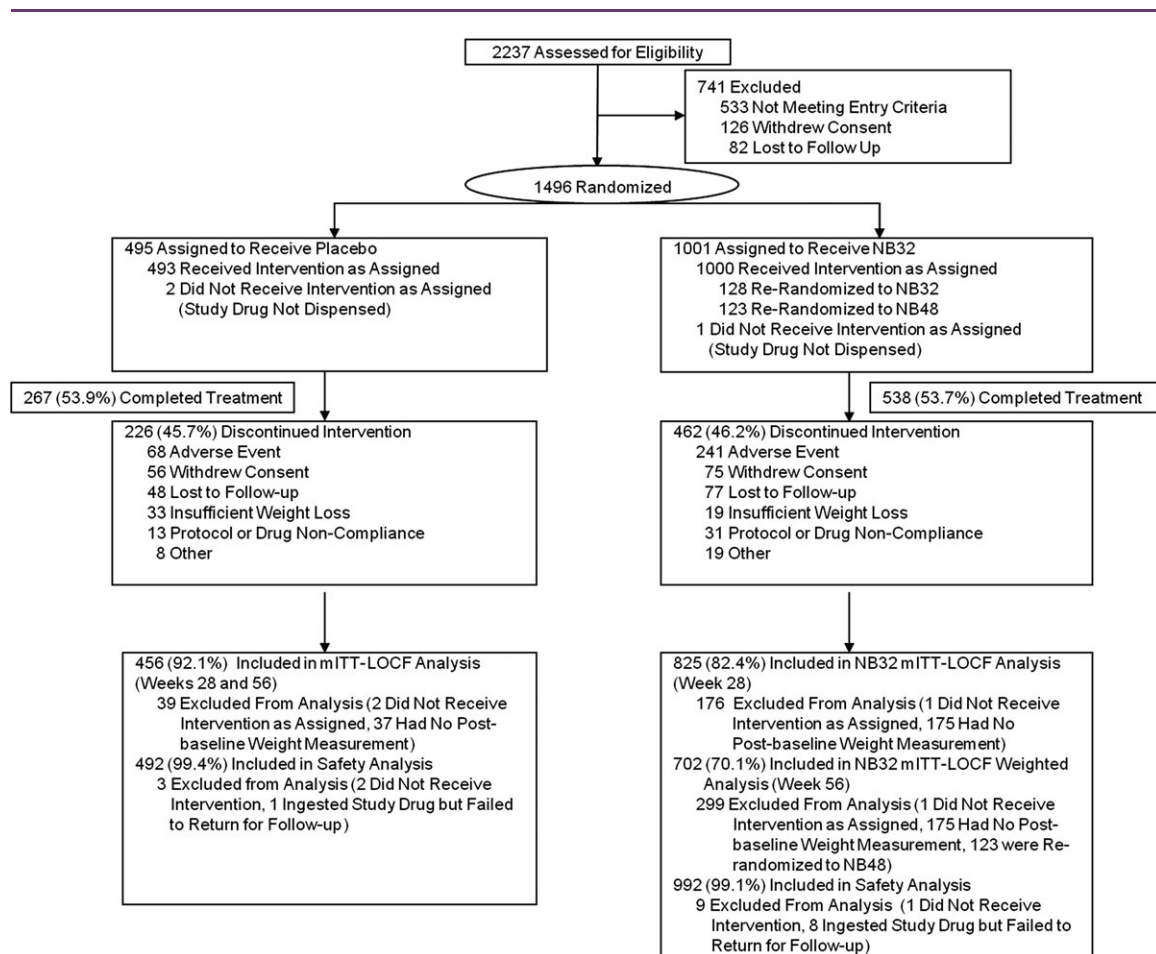 2237 Assessed for Eligibility
741 Excluded
533 Not Meeting Entry Criteria
126 Withdrew Consent
82 Lost to Follow Up
1496 Randomized
495 Assigned to Receive Placebo
493 Received Intervention as Assigned
2 Did Not Receive Intervention as Assigned
(Study Drug Not Dispensed)
1001 Assigned to Receive NB32
1000 Received Intervention as Assigned
128 Re-Randomized to NB32
123 Re-Randomized to NB48
1 Did Not Receive Intervention as Assigned
(Study Drug Not Dispensed)
267 (53.9%) Completed Treatment
538 (53.7%) Completed Treatment
226 (45.7%) Discontinued Intervention
68 Adverse Event
56 Withdrew Consent
48 Lost to Follow-up
33 Insufficient Weight Loss
13 Protocol or Drug Non-Compliance
8 Other
462 (46.2%) Discontinued Intervention
241 Adverse Event
75 Withdrew Consent
77 Lost to Follow-up
19 Insufficient Weight Loss
31 Protocol or Drug Non-Compliance
19 Other
456 (92.1%) Included in mITT-LOCF Analysis
(Weeks 28 and 56)
39 Excluded From Analysis (2 Did Not Receive
Intervention as Assigned, 37 Had No Post-
baseline Weight Measurement)
492 (99.4%) Included in Safety Analysis
3 Excluded from Analysis (2 Did Not Receive
Intervention, 1 Ingested Study Drug but Failed
to Return for Follow-up)
825 (82.4%) Included in NB32 mITT-LOCF Analysis
(Week 28)
176 Excluded From Analysis (1 Did Not Receive
Intervention as Assigned, 175 Had No
Post-baseline Weight Measurement)
702 (70.1%) Included in NB32 mITT-LOCF Weighted
Analysis (Week 56)
299 Excluded From Analysis (1 Did Not Receive
Intervention as Assigned, 175 Had No Post-
baseline Weight Measurement, 123 were Re-
randomized to NB48)
992 (99.1%) Included in Safety Analysis
9 Excluded From Analysis (1 Did Not Receive
Intervention, 8 Ingested Study Drug but Failed to
Return for Follow-up)